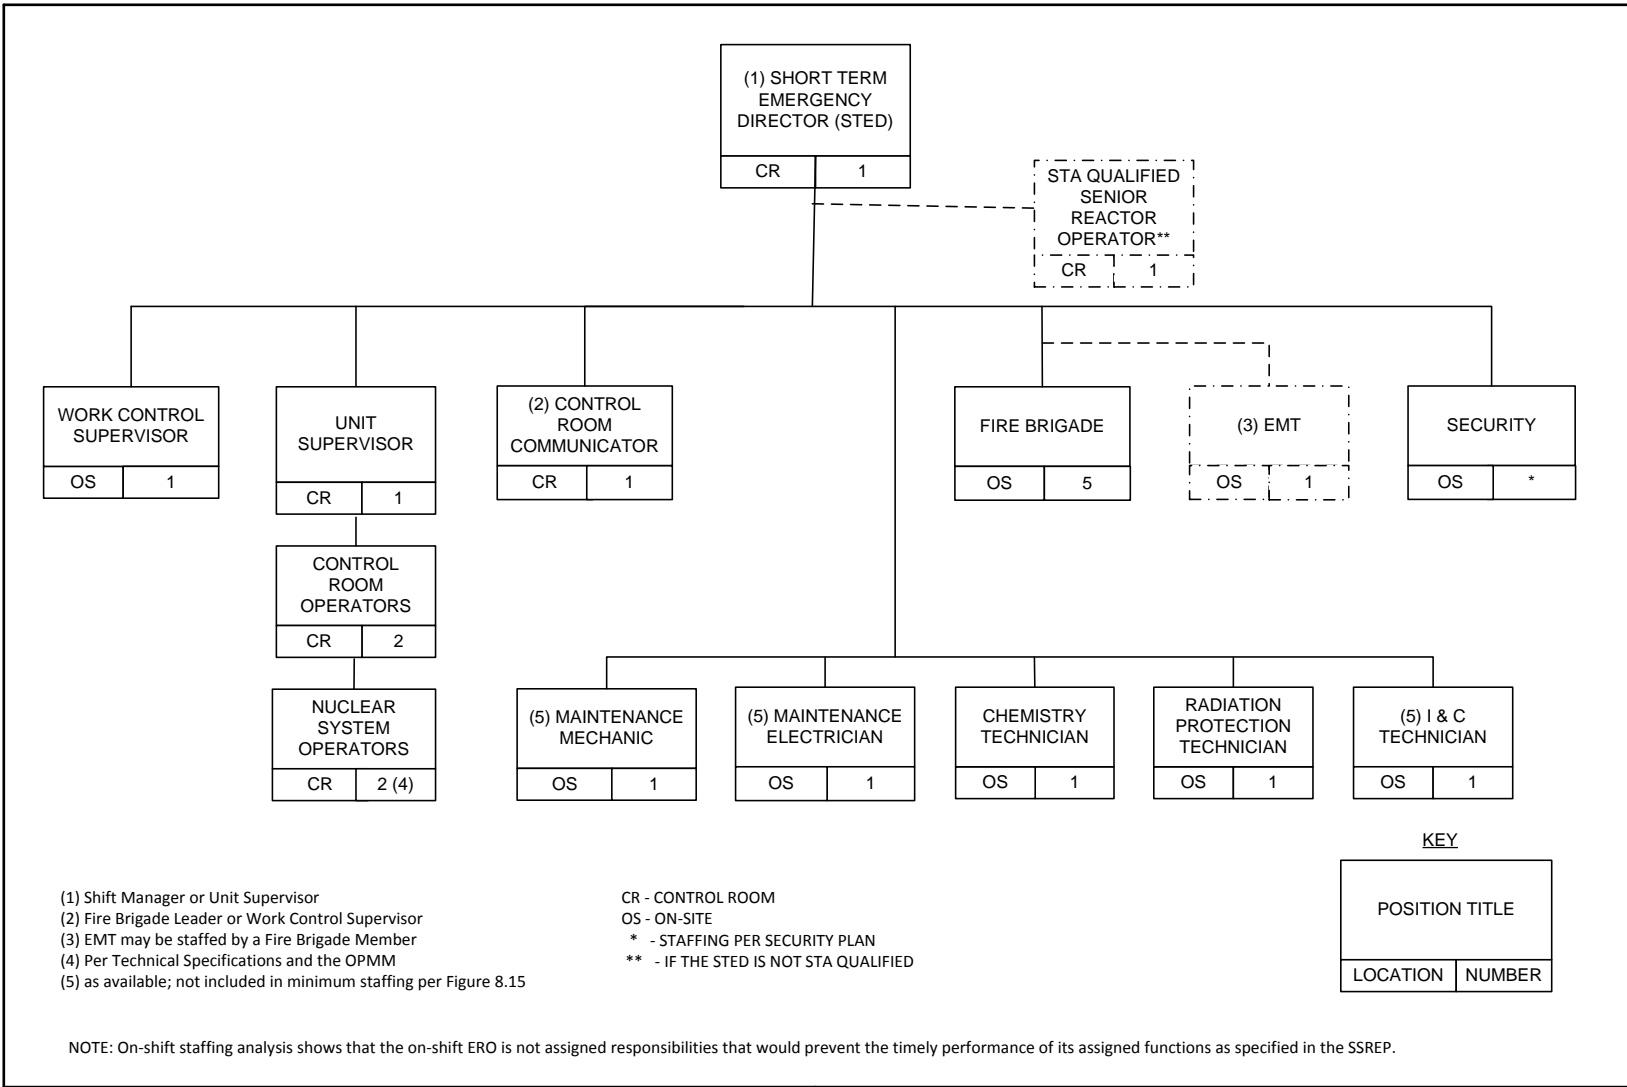 (1) SHORT TERM
EMERGENCY
DIRECTOR (STED)
CR 1
STA QUALIFIED
SENIOR
REACTOR
OPERATOR**
CR 1
WORK CONTROL
SUPERVISOR
OS 1
UNIT
SUPERVISOR
CR 1
(2) CONTROL
ROOM
COMMUNICATOR
CR 1
FIRE BRIGADE
OS 5
(3) EMT
OS 1
SECURITY
OS *
CONTROL
ROOM
OPERATORS
CR 2
NUCLEAR
SYSTEM
OPERATORS
CR 2 (4)
(5) MAINTENANCE
MECHANIC
OS 1
(5) MAINTENANCE
ELECTRICIAN
OS 1
CHEMISTRY
TECHNICIAN
OS 1
RADIATION
PROTECTION
TECHNICIAN
OS 1
(5) I & C
TECHNICIAN
OS 1
KEY
POSITION TITLE
LOCATION NUMBER
(1) Shift Manager or Unit Supervisor
(2) Fire Brigade Leader or Work Control Supervisor
(3) EMT may be staffed by a Fire Brigade Member
(4) Per Technical Specifications and the OPMM
(5) as available; not included in minimum staffing per Figure 8.15
CR - CONTROL ROOM
OS - ON-SITE
* - STAFFING PER SECURITY PLAN
** - IF THE STED IS NOT STA QUALIFIED
NOTE: On-shift staffing analysis shows that the on-shift ERO is not assigned responsibilities that would prevent the timely performance of its assigned functions as specified in the SSREP.